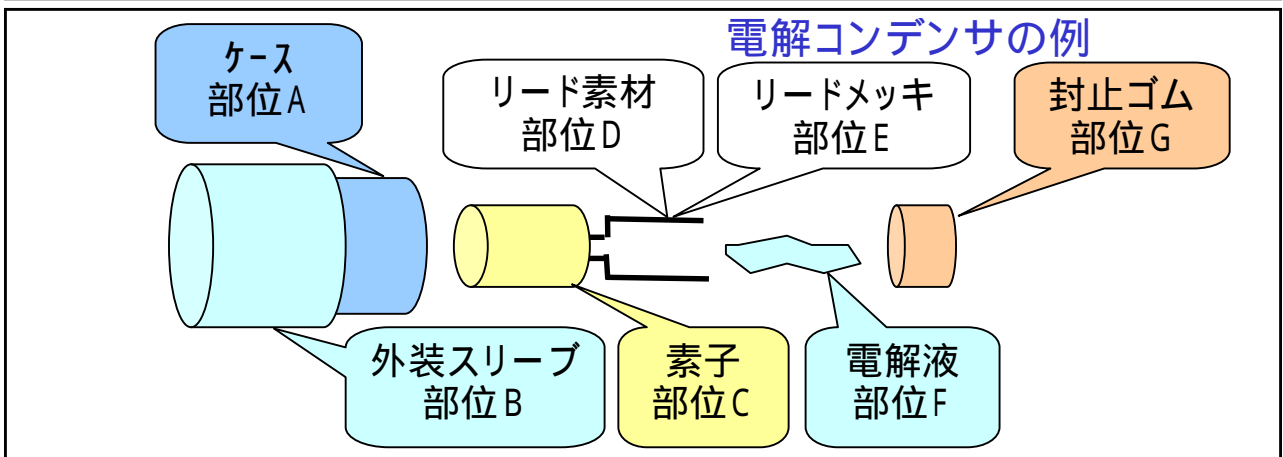 電解コンデンサの例
ケース
部位A
リード素材
部位D
リードメッキ
部位E
封止ゴム
部位G
外装スリーブ
部位B
素子
部位C
電解液
部位F